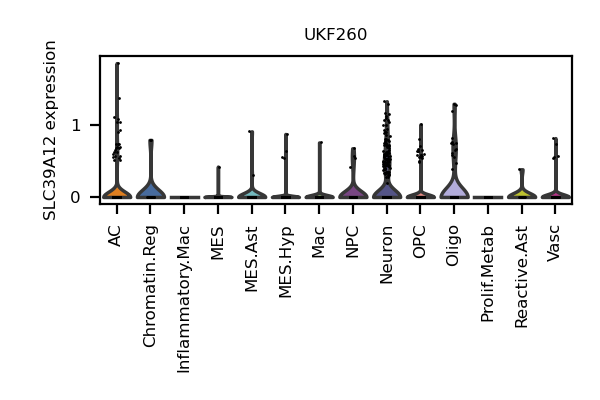 UKF260
SLC39A12 expression
1
0
AC
Chromatin.Reg
Inflammatory.Mac
MES
MES.Ast
MES.Hyp
Mac
NPC
Neuron
OPC
Oligo
Prolif.Metab
Reactive.Ast
Vasc